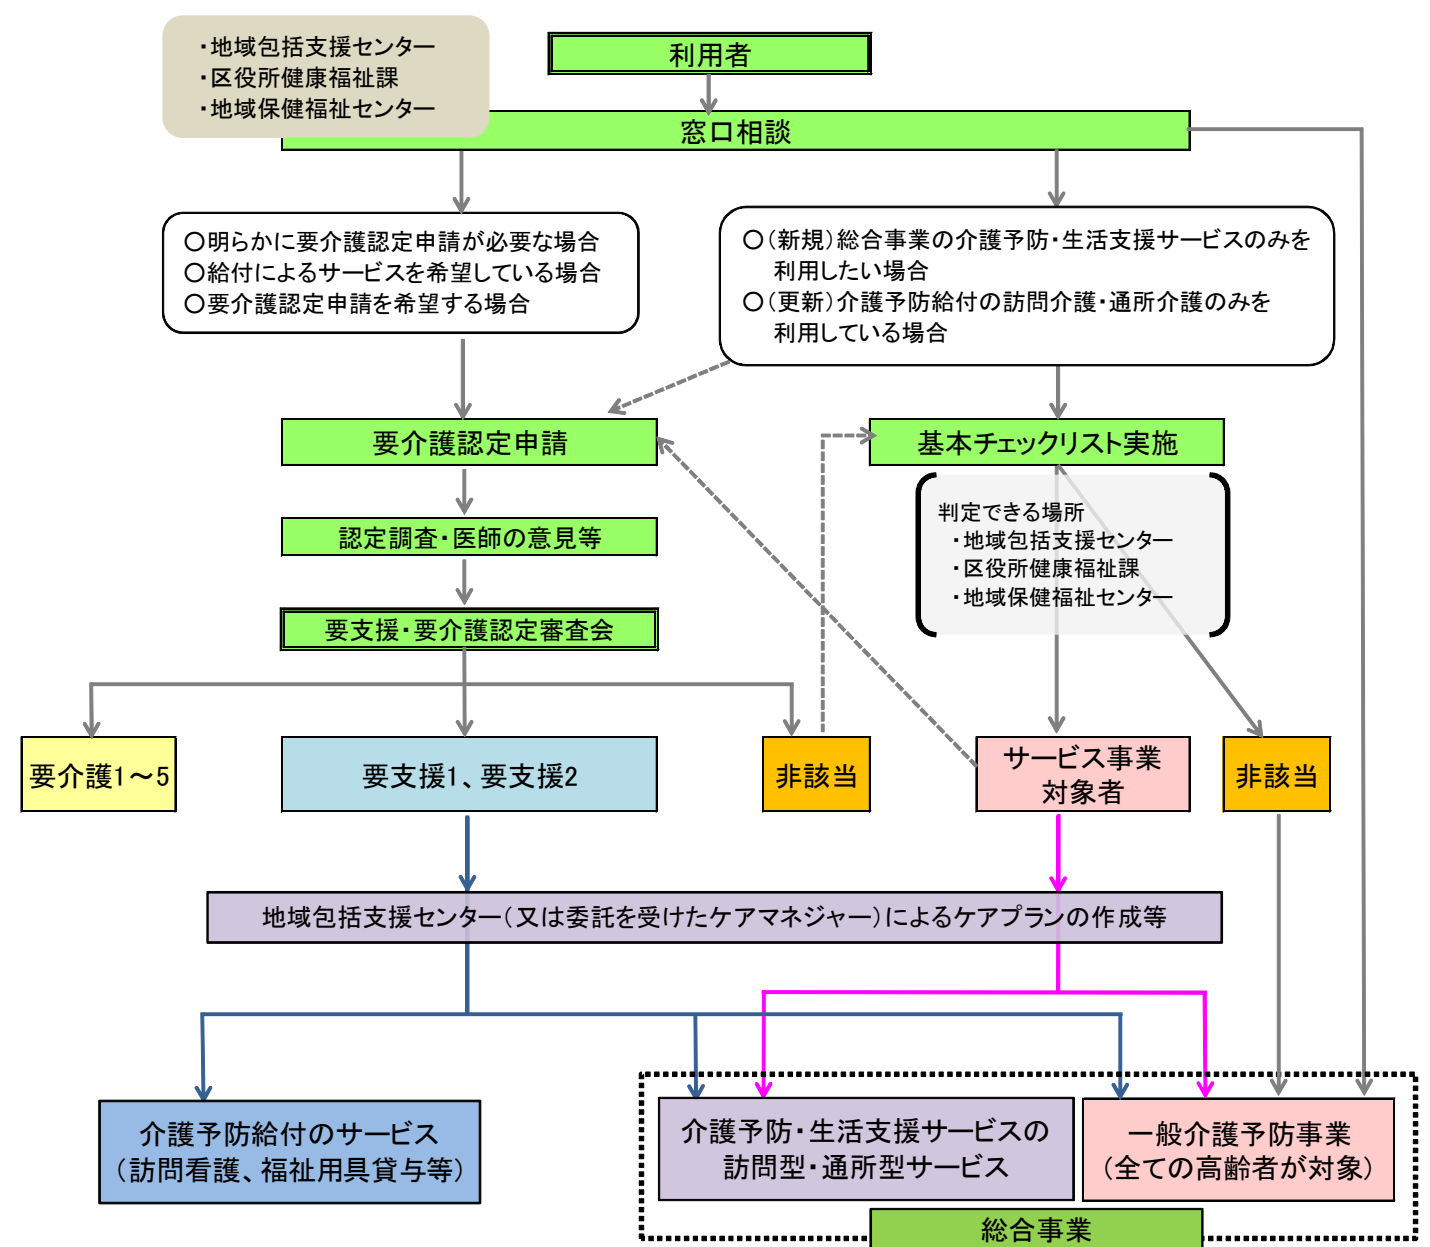 ・地域包括支援センター
・区役所健康福祉課
・地域保健福祉センター
利用者
窓口相談
〇明らかに要介護認定申請が必要な場合
〇給付によるサービスを希望している場合
〇要介護認定申請を希望する場合
〇(新規)総合事業の介護予防・生活支援サービスのみを
利用したい場合
〇(更新)介護予防給付の訪問介護・通所介護のみを
利用している場合
要介護認定申請
基本チェックリスト実施
認定調査・医師の意見等
判定できる場所
・地域包括支援センター
・区役所健康福祉課
・地域保健福祉センター
要支援・要介護認定審査会
要介護1~5
要支援1、要支援2
非該当
サービス事業
対象者
非該当
地域包括支援センター(又は委託を受けたケアマネジャー)によるケアプランの作成等
介護予防給付のサービス
(訪問看護、福祉用具貸与等)
介護予防・生活支援サービスの
訪問型・通所型サービス
一般介護予防事業
(全ての高齢者が対象)
総合事業